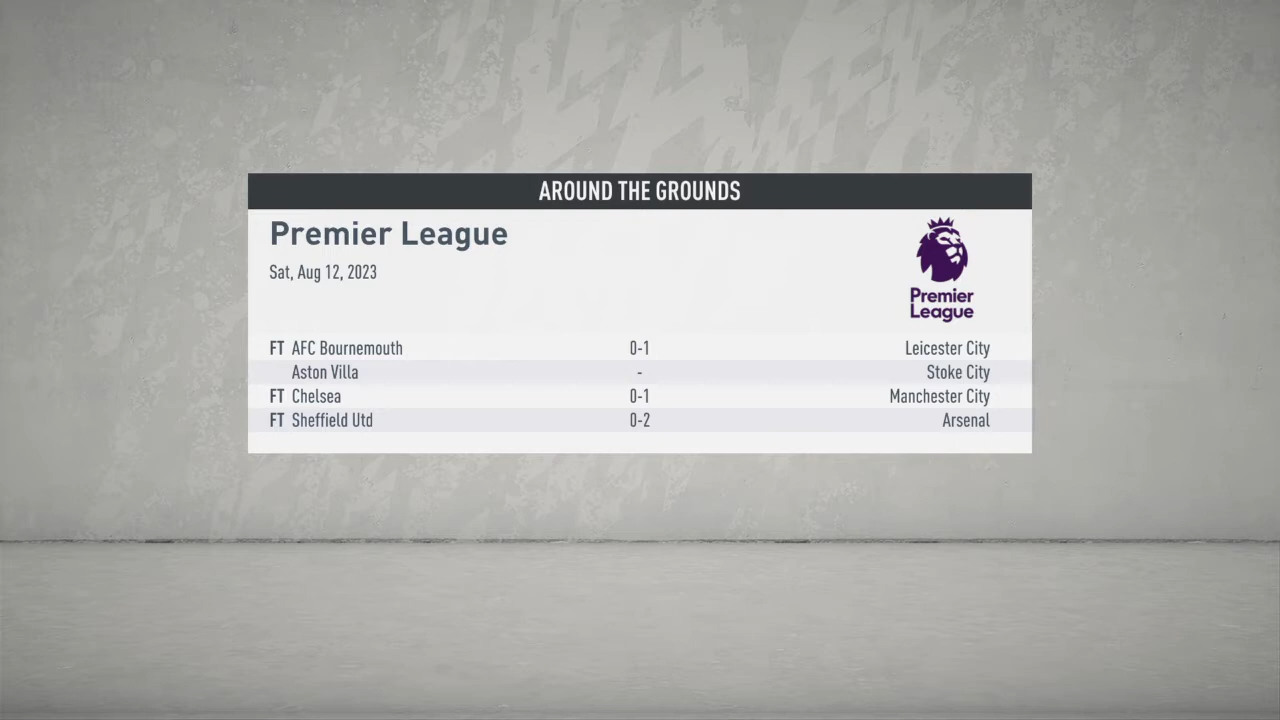 AROUND THE GROUNDS
Premier League
Sat, Aug 12, 2023
Premier
League
FT AFC Bournemouth 0-1 Leicester City
Aston Villa - Stoke City
FT Chelsea 0-1 Manchester City
FT Sheffield Utd 0-2 Arsenal